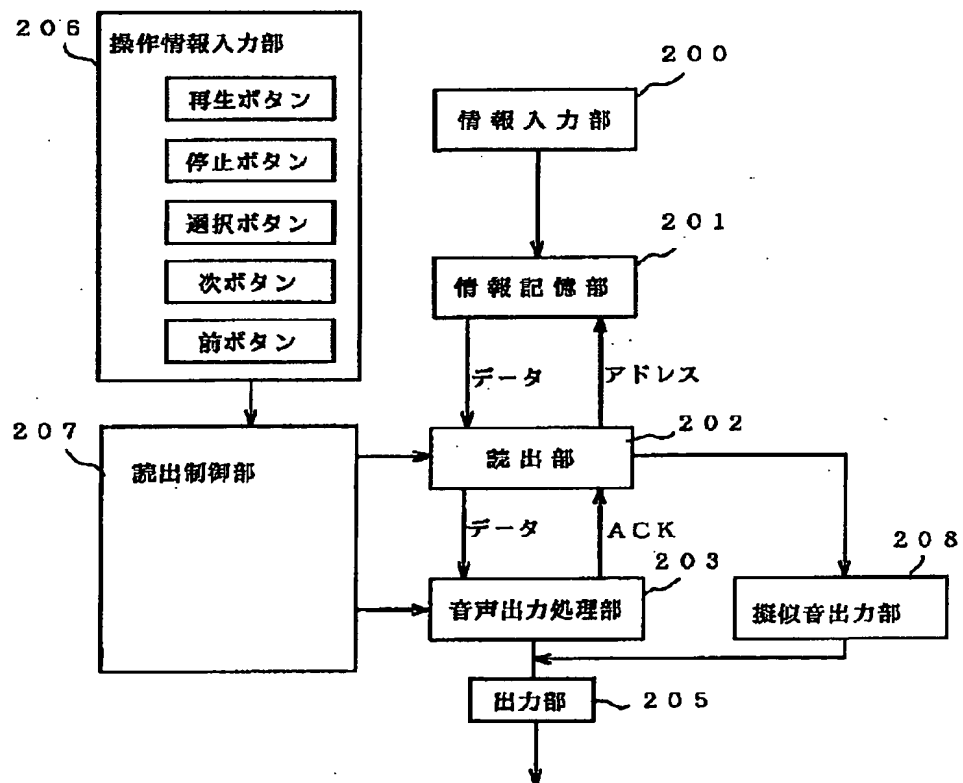 206
操作情報入力部
再生ボタン
停止ボタン
選択ボタン
次ボタン
前ボタン
200
情報入力部
201
情報記憶部
データ
アドレス
207
読出制御部
202
読出部
データ
ACK
203
音声出力処理部
208
擬似音出力部
出力部
205